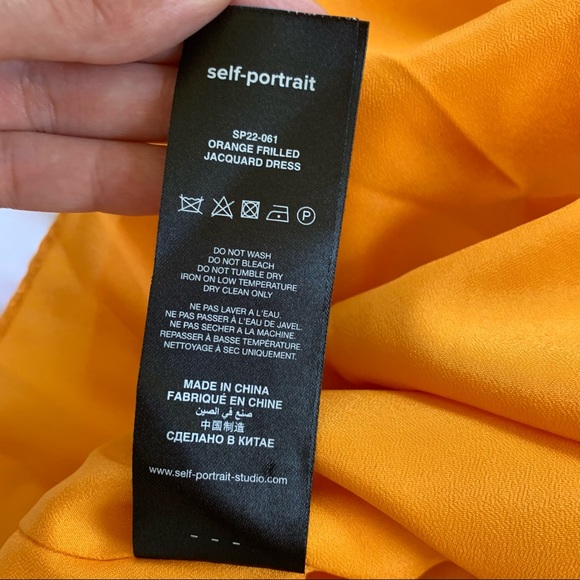 self-portrait
SP22-061
ORANGE FRILLED
JACQUARD DRESS
P
DO NOT WASH
DO NOT BLEACH
DO NOT TUMBLE DRY
IRON ON LOW TEMPERATURE
DRY CLEAN ONLY
NE PAS LAVER A L'EAU.
NE PAS PASSER À L'EAU DE JAVEL.
NE PAS SECHER A LA MACHINE.
REPASSER À BASSE TEMPÉRATURE.
NETTOYAGE À SEC UNIQUEMENT.
MADE IN CHINA
FABRIQUÉ EN CHINE
صنع في الصين
中国制造
СДЕЛАНО В КИТАЕ
www.self-portrait-studio.com